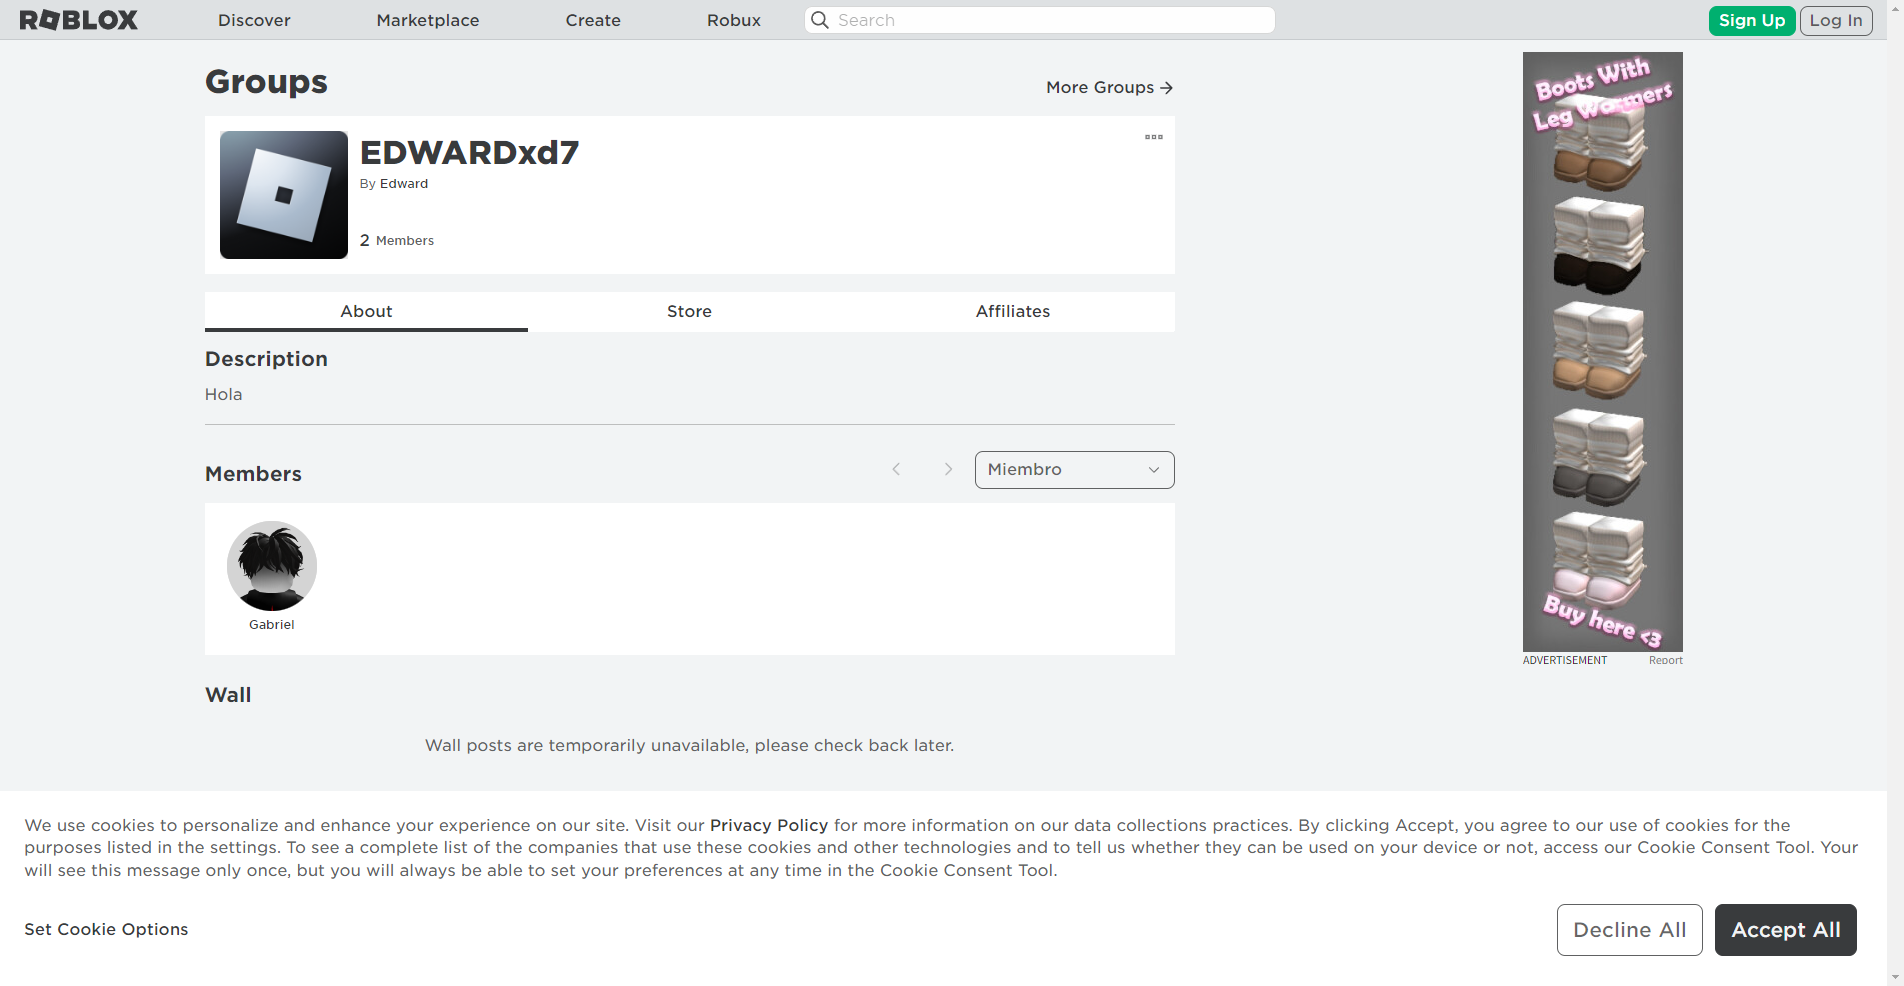 ROBLOX
Discover
Marketplace
Create
Robux
Search
Sign Up
Log In
Groups
More Groups
EDWARDxd7
By Edward
2 Members
About
Store
Affiliates
Description
Hola
Members
Miembro
Gabriel
Wall
Wall posts are temporarily unavailable, please check back later.
Boots With
Leg Wormers
Buy here <3
ADVERTISEMENT
Report
We use cookies to personalize and enhance your experience on our site. Visit our Privacy Policy for more information on our data collections practices. By clicking Accept, you agree to our use of cookies for the
purposes listed in the settings. To see a complete list of the companies that use these cookies and other technologies and to tell us whether they can be used on your device or not, access our Cookie Consent Tool. Your
will see this message only once, but you will always be able to set your preferences at any time in the Cookie Consent Tool.
Set Cookie Options
Decline All
Accept All